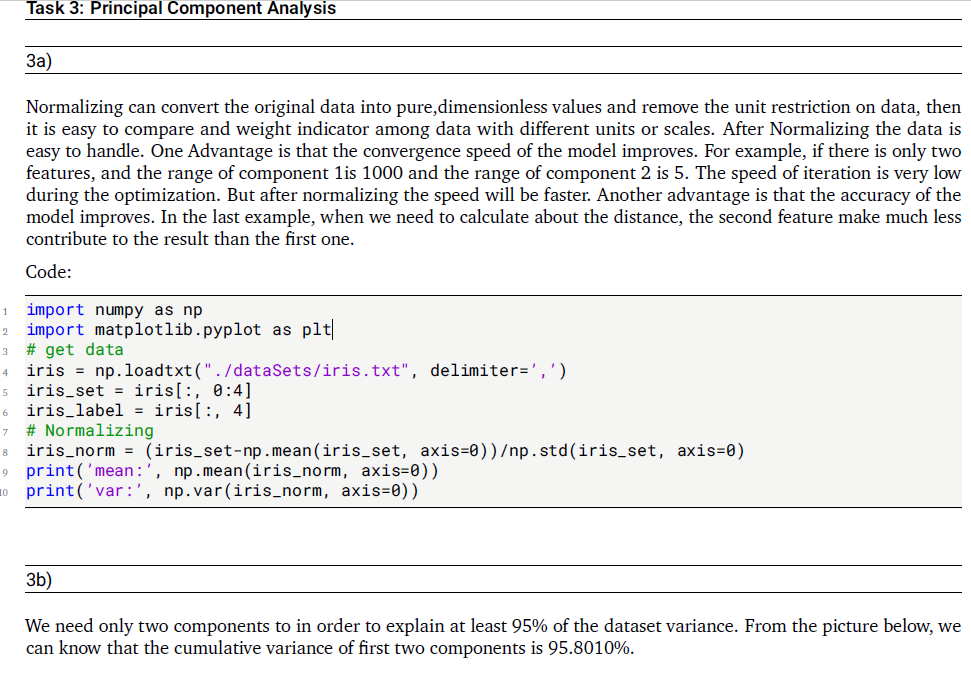 Task 3: Principal Component Analysis
3a)
Normalizing can convert the original data into pure,dimensionless values and remove the unit restriction on data, then
it is easy to compare and weight indicator among data with different units or scales. After Normalizing the data is
easy to handle. One Advantage is that the convergence speed of the model improves. For example, if there is only two
features, and the range of component 1is 1000 and the range of component 2 is 5. The speed of iteration is very low
during the optimization. But after normalizing the speed will be faster. Another advantage is that the accuracy of the
model improves. In the last example, when we need to calculate about the distance, the second feature make much less
contribute to the result than the first one.
Code:
1 import numpy as np
2 import matplotlib.pyplot as plt
3 # get data
4 iris = np.loadtxt("./dataSets/iris.txt", delimiter=',')
5 iris_set = iris[:, 0:4]
6 iris_label = iris[:, 4]
7 # Normalizing
8 iris_norm = (iris_set-np.mean(iris_set, axis=0))/np.std(iris_set, axis=0)
9 print('mean:', np.mean(iris_norm, axis=0))
10 print('var:', np.var(iris_norm, axis=0))
3b)
We need only two components to in order to explain at least 95% of the dataset variance. From the picture below, we
can know that the cumulative variance of first two components is 95.8010%.